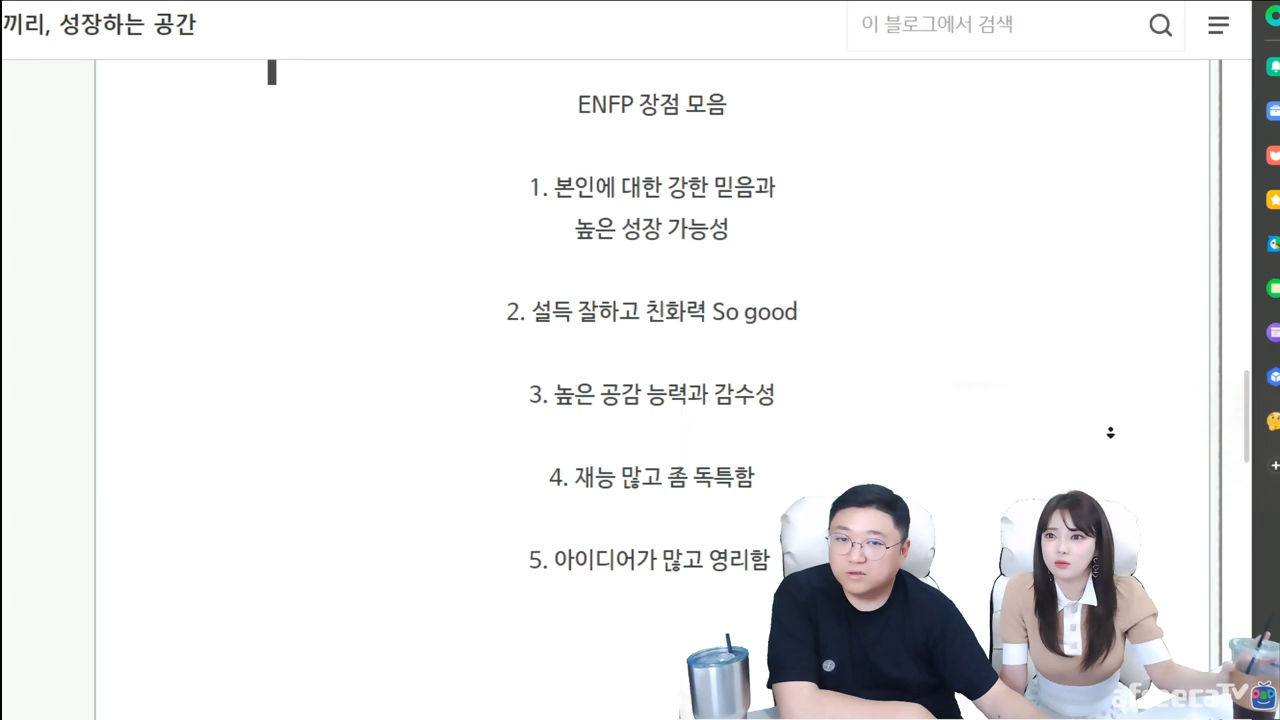 끼리, 성장하는 공간
이 블로그에서 검색
ENFP 장점 모음
1. 본인에 대한 강한 믿음과
높은 성장 가능성
2. 설득 잘하고 친화력 So good
3. 높은 공감 능력과 감수성
4. 재능 많고 좀 독특함
5. 아이디어가 많고 영리함
afreecaTV